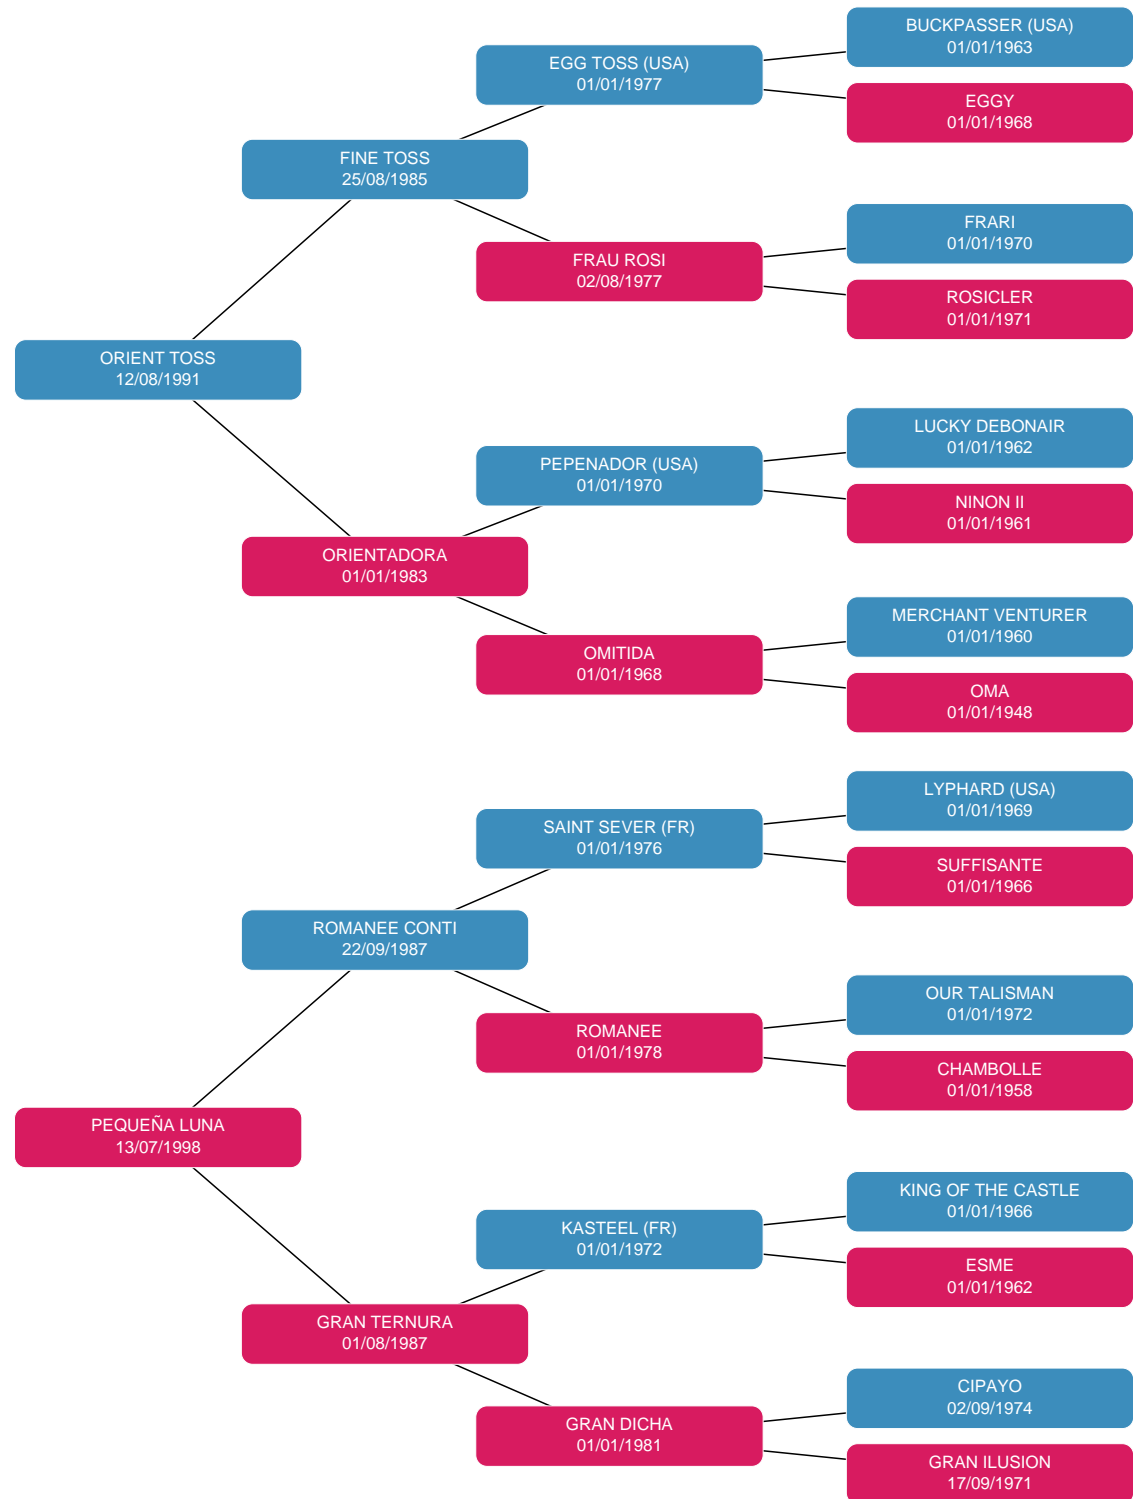 BUCKPASSER (USA)
01/01/1963
EGG TOSS (USA)
01/01/1977
EGGY
01/01/1968
FINE TOSS
25/08/1985
FRARI
01/01/1970
FRAU ROSI
02/08/1977
ROSICLER
01/01/1971
ORIENT TOSS
12/08/1991
LUCKY DEBONAIR
01/01/1962
PEPENADOR (USA)
01/01/1970
NINON II
01/01/1961
ORIENTADORA
01/01/1983
MERCHANT VENTURER
01/01/1960
OMITIDA
01/01/1968
OMA
01/01/1948
LYPHARD (USA)
01/01/1969
SAINT SEVER (FR)
01/01/1976
SUFFISANTE
01/01/1966
ROMANEE CONTI
22/09/1987
OUR TALISMAN
01/01/1972
ROMANEE
01/01/1978
CHAMBOLLE
01/01/1958
PEQUEÑA LUNA
13/07/1998
KING OF THE CASTLE
01/01/1966
KASTEEL (FR)
01/01/1972
ESME
01/01/1962
GRAN TERNURA
01/08/1987
CIPAYO
02/09/1974
GRAN DICHA
01/01/1981
GRAN ILUSION
17/09/1971